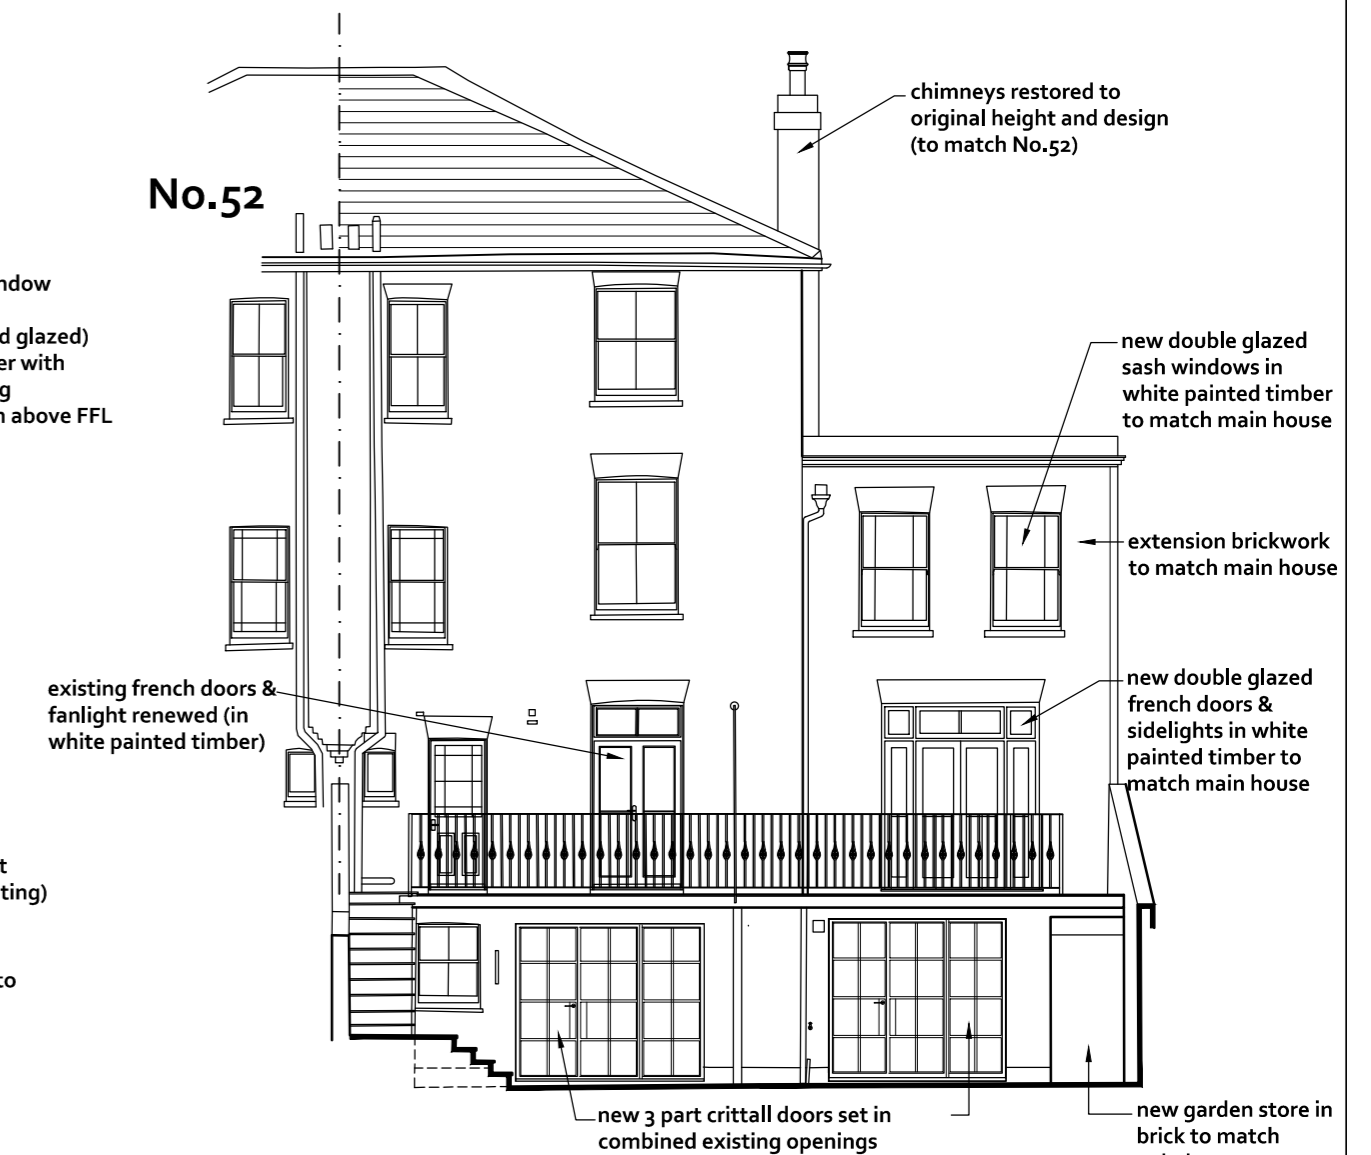 chimneys restored to
original height and design
(to match No.52)
No.52
ndow
d glazed)
er with
g
n above FFL
new double glazed
sash windows in
white painted timber
to match main house
extension brickwork
to match main house
existing french doors &
fanlight renewed (in
white painted timber)
new double glazed
french doors &
sidelights in white
painted timber to
match main house
t
ting)
to
new 3 part crittall doors set in
combined existing openings
new garden store in
brick to match